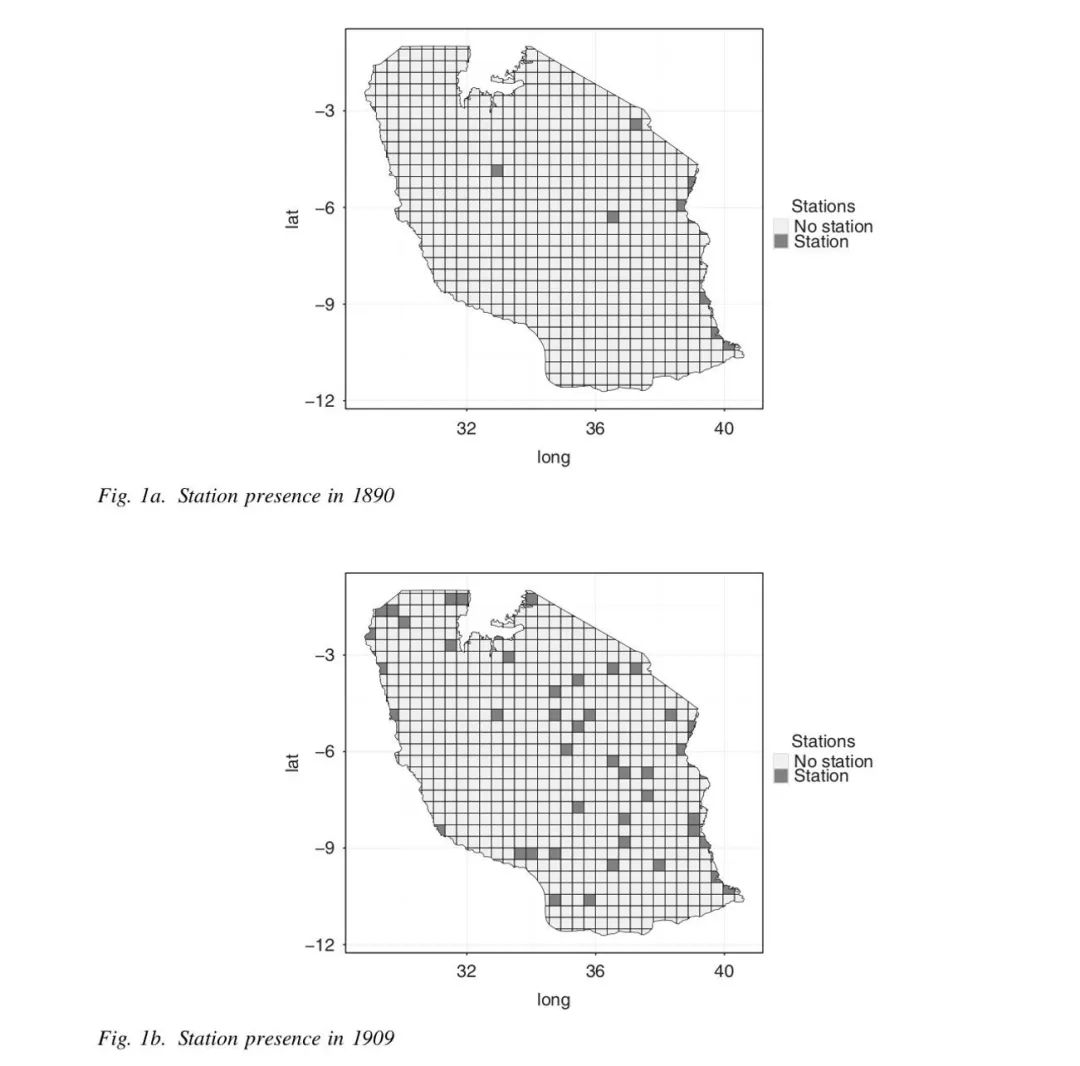 −3
−6
−9
−12
lat
32
36
40
long
Stations
No station
Station
Fig. 1a. Station presence in 1890
−3
−6
−9
−12
lat
32
36
40
long
Stations
No station
Station
Fig. 1b. Station presence in 1909